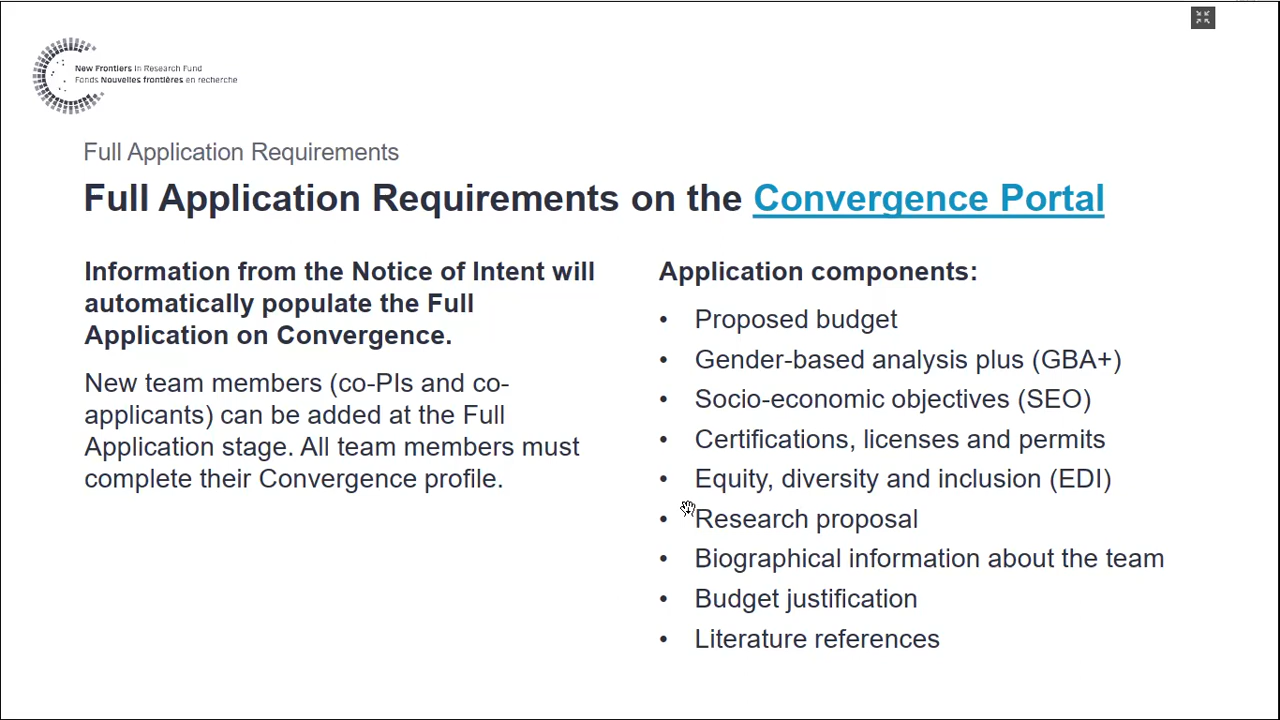 New Frontiers in Research Fund
Fonds Nouvelles frontières en recherche
Full Application Requirements
Full Application Requirements on the Convergence Portal
Information from the Notice of Intent will
automatically populate the Full
Application on Convergence.
New team members (co-PIs and co-
applicants) can be added at the Full
Application stage. All team members must
complete their Convergence profile.
Application components:
• Proposed budget
• Gender-based analysis plus (GBA+)
• Socio-economic objectives (SEO)
• Certifications, licenses and permits
• Equity, diversity and inclusion (EDI)
• Research proposal
• Biographical information about the team
• Budget justification
• Literature references